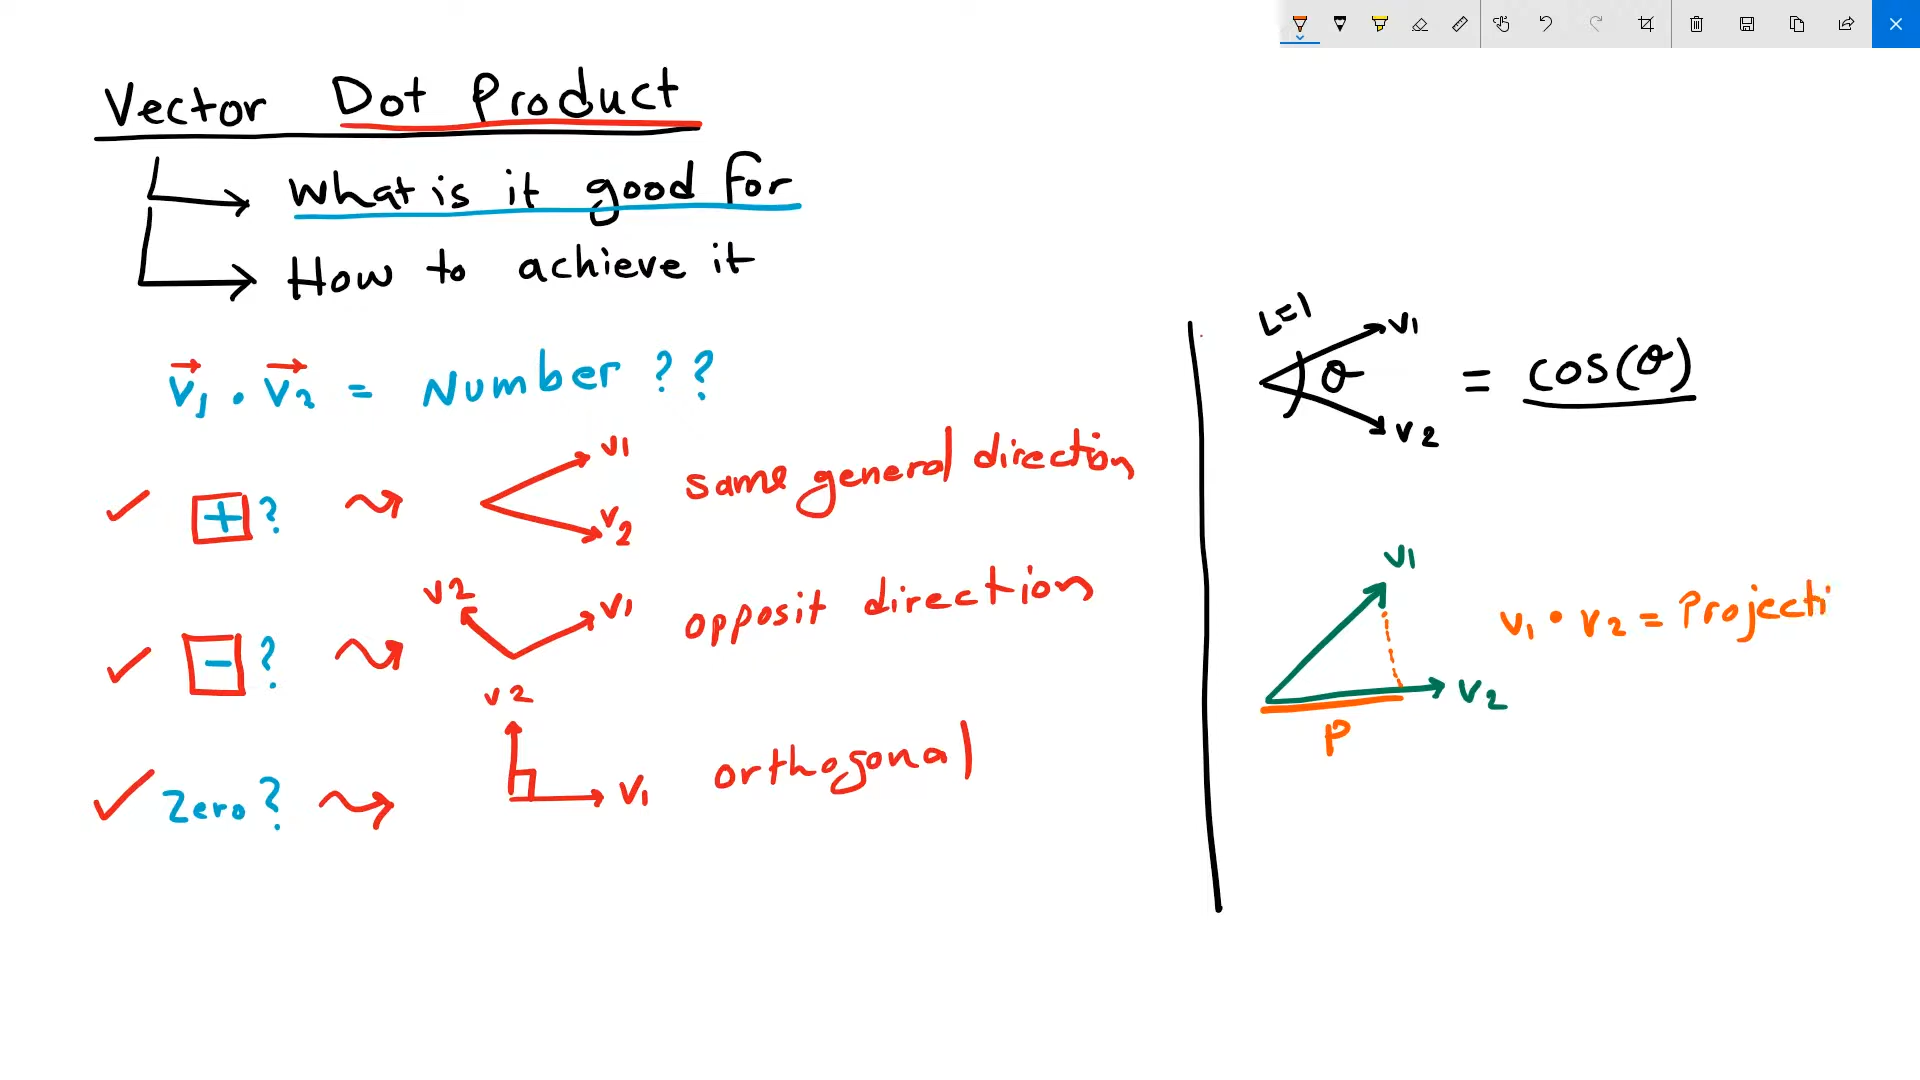 Vector Dot Product
What is it good for
How to achieve it
v1 . v2 = Number ??
+ ? v1 v2 same general direction
- ? v2 v1 opposit direction
Zero? v2 v1 orthogonal
L=1 v1 v2 θ = cos(θ)
v1 v2 P
v1 • v2 = Projecti